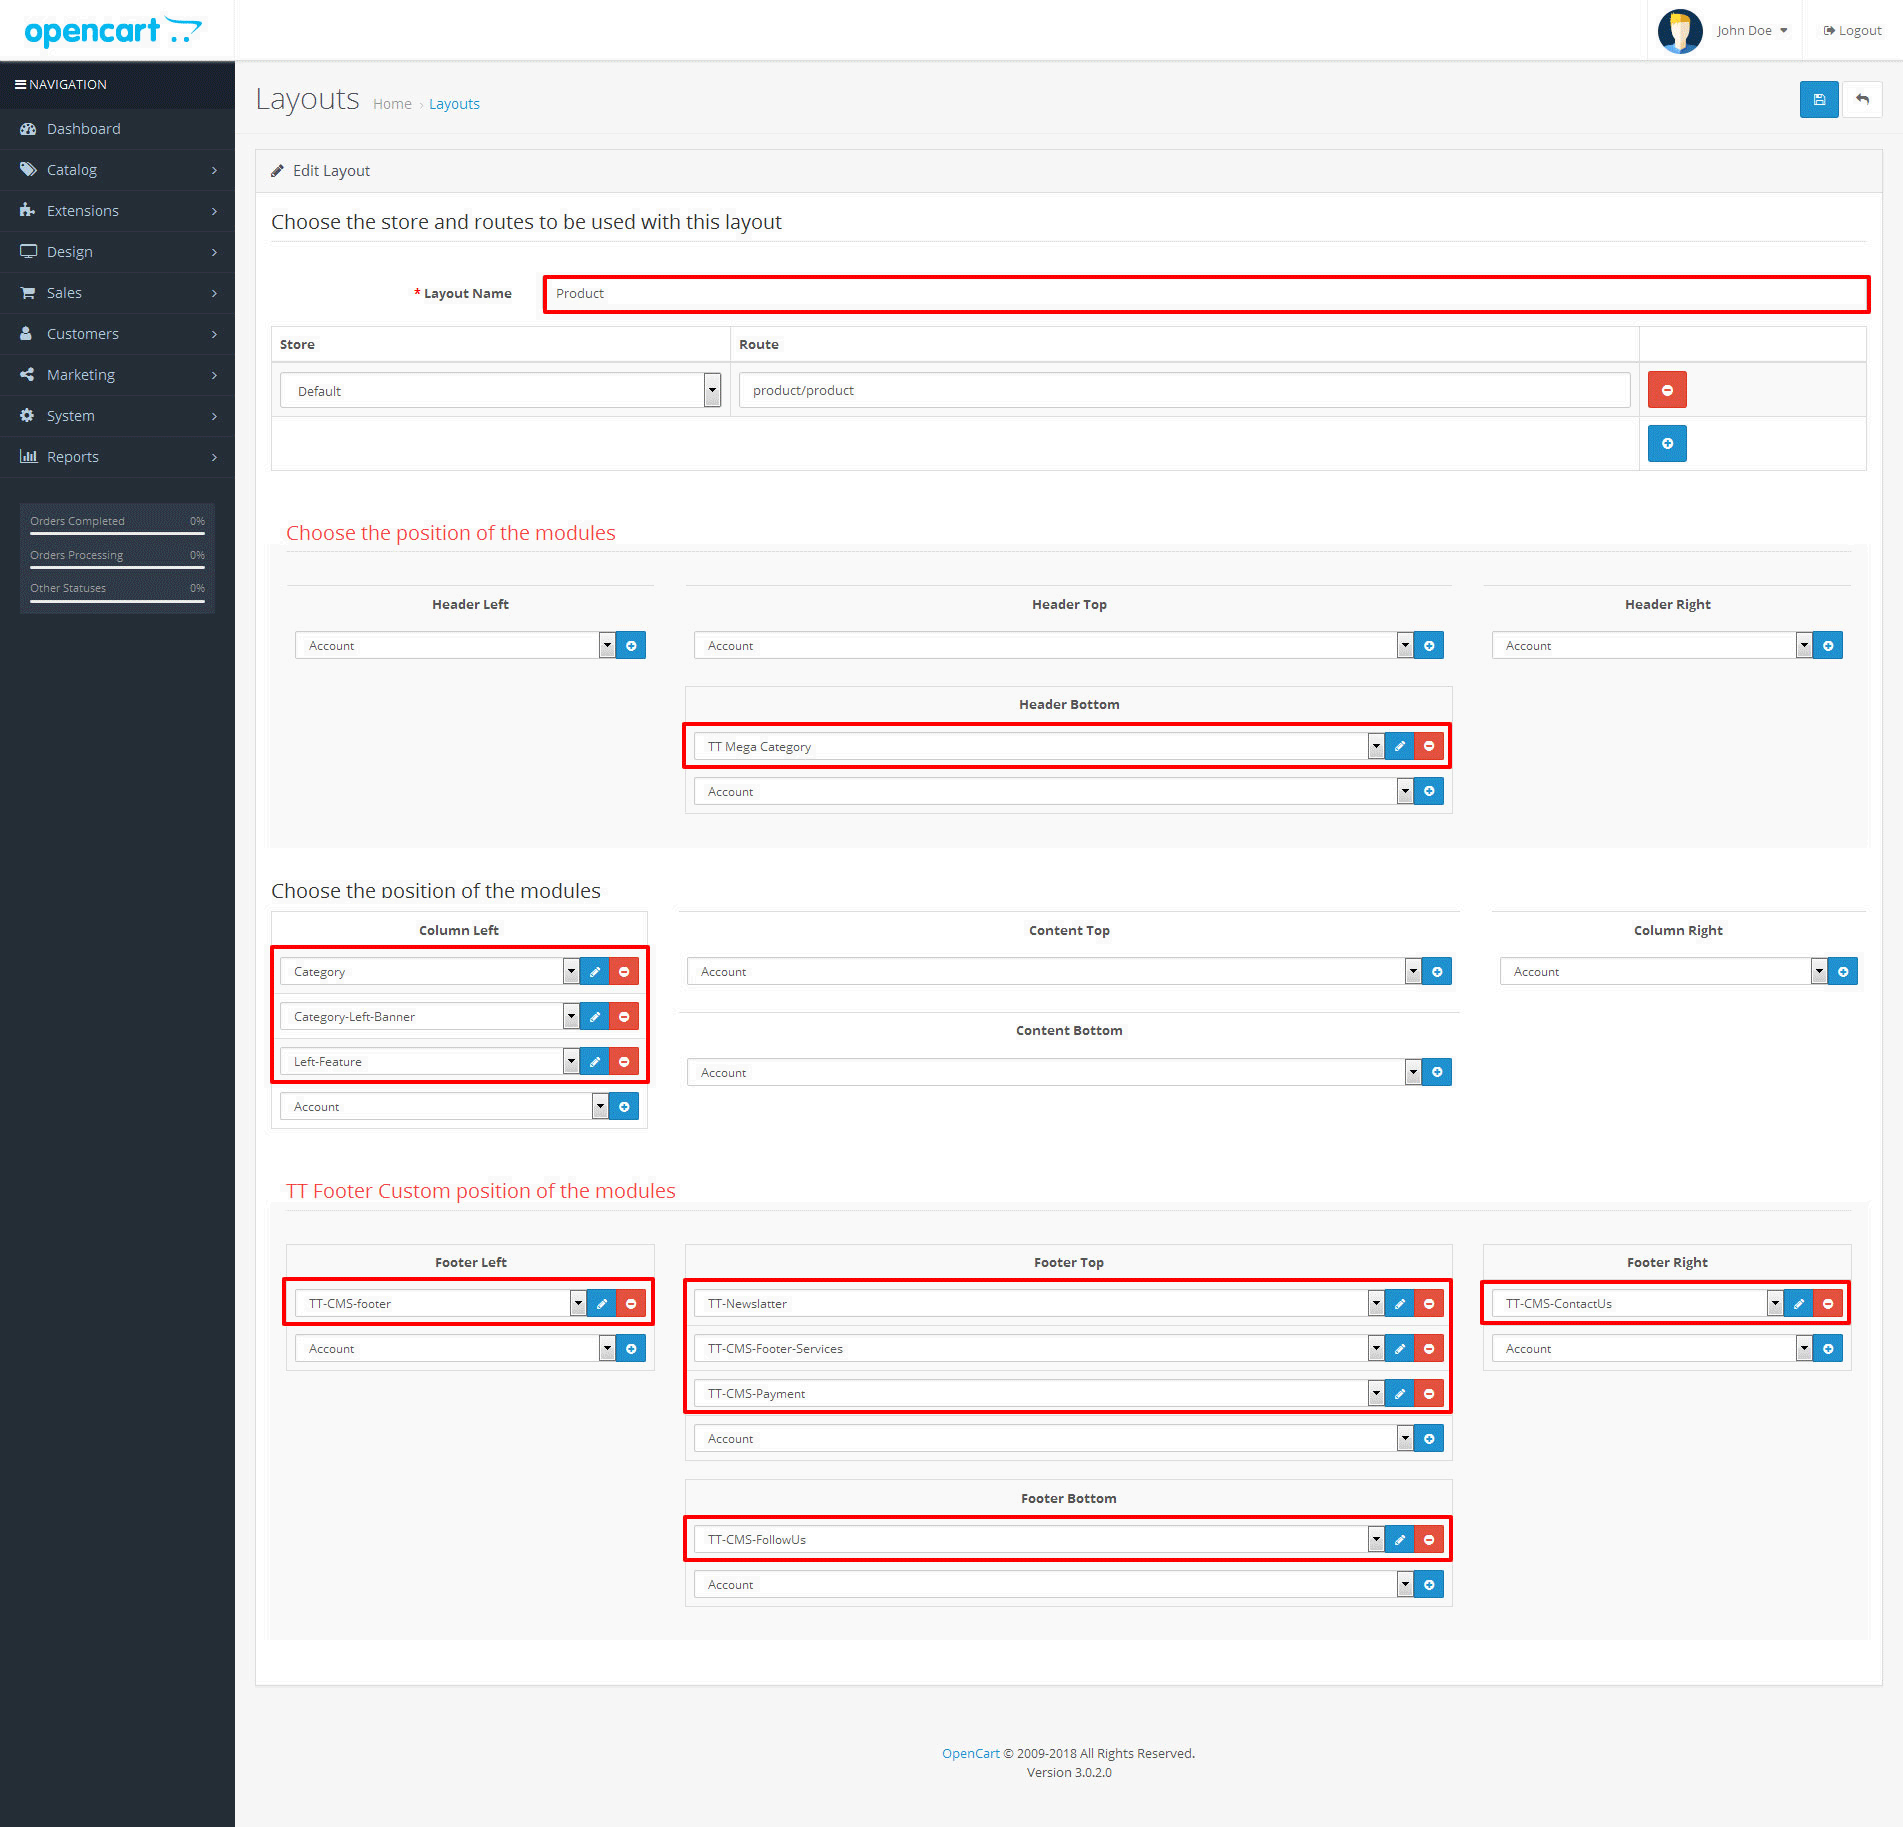 opencart
John Doe
Logout
NAVIGATION
Dashboard
Catalog
Extensions
Design
Sales
Customers
Marketing
System
Reports
Orders Completed 0%
Orders Processing 0%
Other Statuses 0%
Layouts Home › Layouts
Edit Layout
Choose the store and routes to be used with this layout
* Layout Name Product
Store Route
Default product/product
Choose the position of the modules
Header Left Header Top Header Right
Account Account Account
Header Bottom
TT Mega Category
Account
Choose the position of the modules
Column Left Content Top Column Right
Category Account Account
Category-Left-Banner
Content Bottom
Left-Feature Account
Account
TT Footer Custom position of the modules
Footer Left Footer Top Footer Right
TT-CMS-footer TT-Newslatter TT-CMS-ContactUs
Account TT-CMS-Footer-Services Account
TT-CMS-Payment
Account
Footer Bottom
TT-CMS-FollowUs
Account
OpenCart © 2009-2018 All Rights Reserved.
Version 3.0.2.0